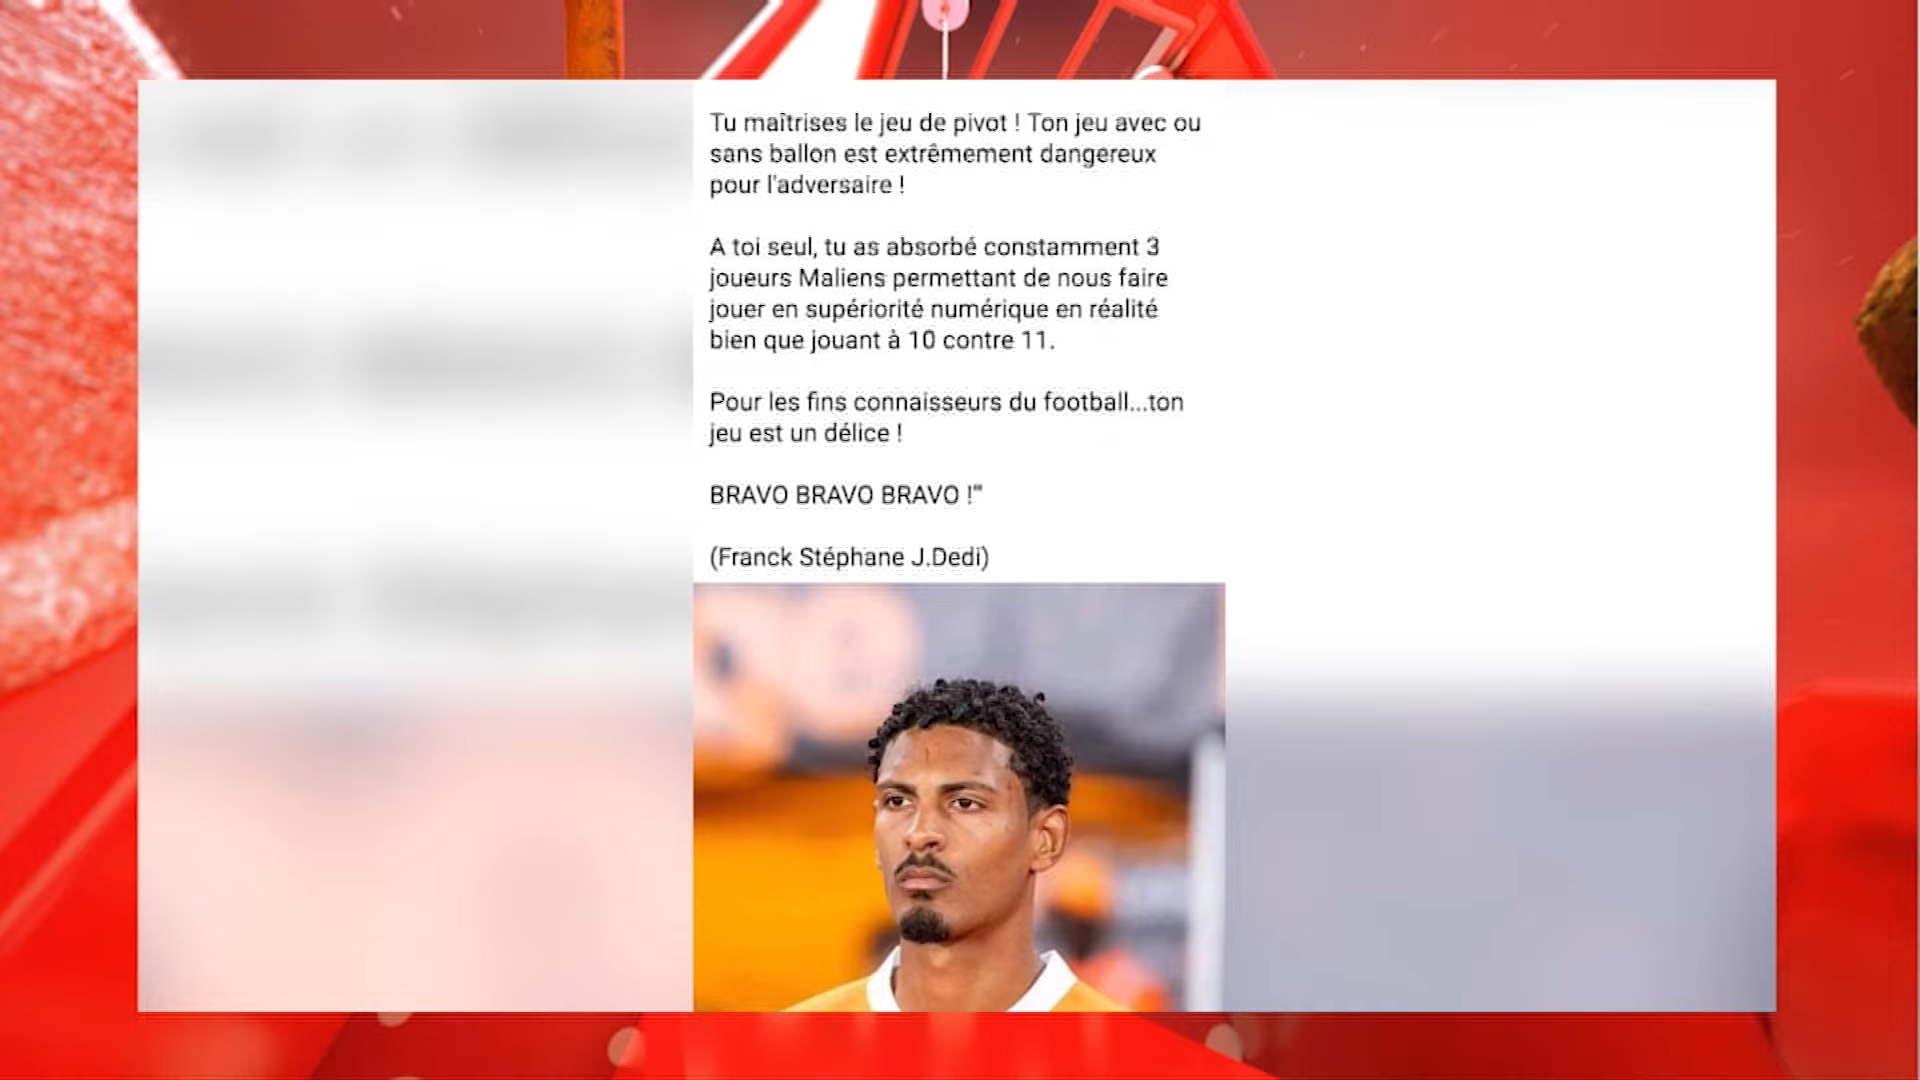 Tu maîtrises le jeu de pivot ! Ton jeu avec ou
sans ballon est extrêmement dangereux
pour l'adversaire !
A toi seul, tu as absorbé constamment 3
joueurs Maliens permettant de nous faire
jouer en supériorité numérique en réalité
bien que jouant à 10 contre 11.
Pour les fins connaisseurs du football...ton
jeu est un délice !
BRAVO BRAVO BRAVO !"
(Franck Stéphane J.Dedi)